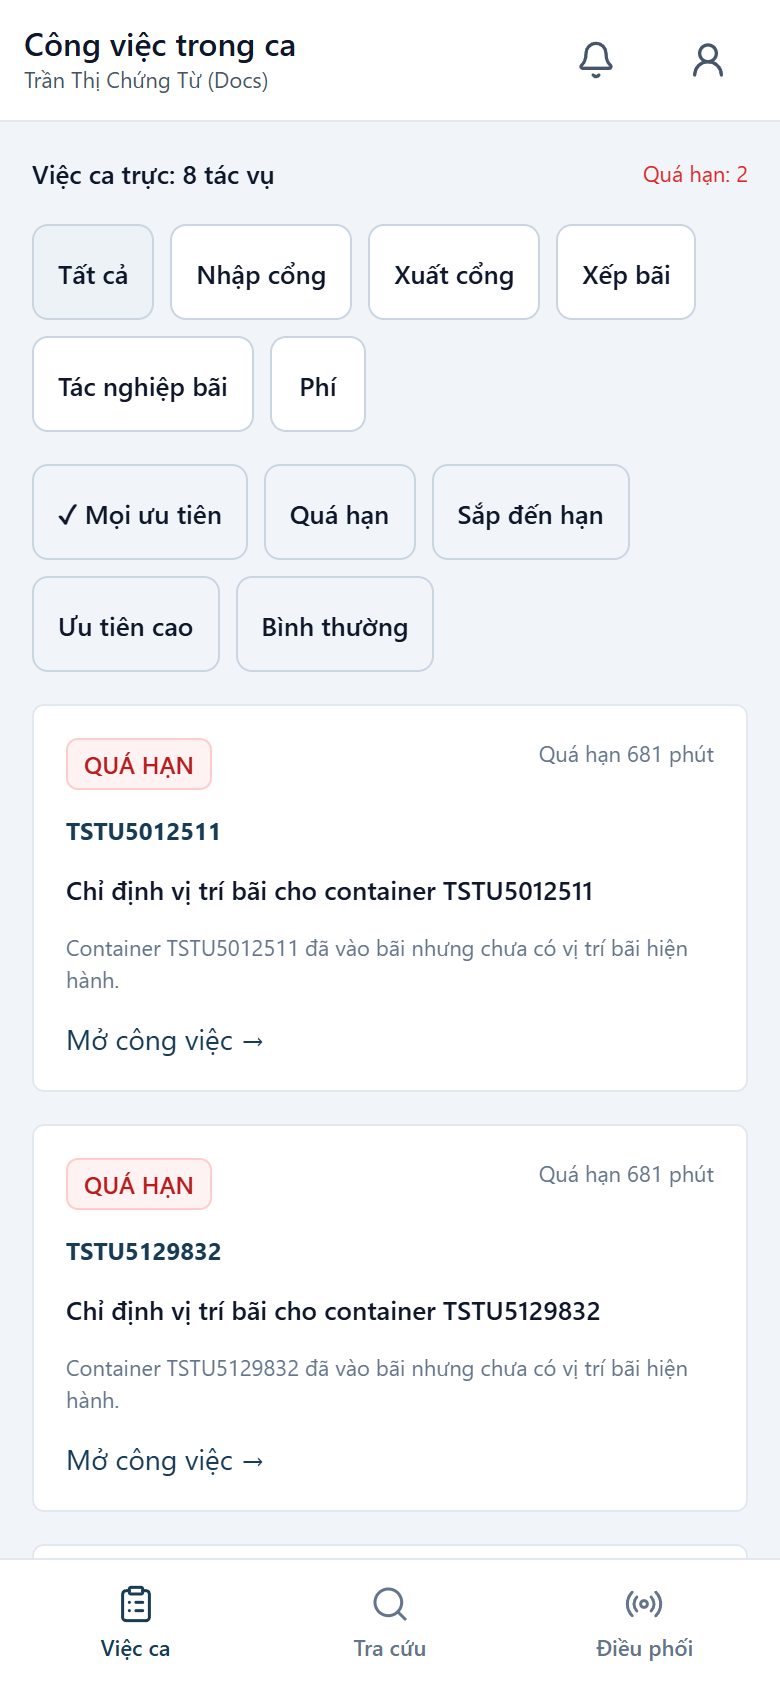 Công việc trong ca
Trần Thị Chứng Từ (Docs)
Việc ca trực: 8 tác vụ
Quá hạn: 2
Tất cả
Nhập cổng
Xuất cổng
Xếp bãi
Tác nghiệp bãi
Phí
✓ Mọi ưu tiên
Quá hạn
Sắp đến hạn
Ưu tiên cao
Bình thường
QUÁ HẠN
Quá hạn 681 phút
TSTU5012511
Chỉ định vị trí bãi cho container TSTU5012511
Container TSTU5012511 đã vào bãi nhưng chưa có vị trí bãi hiện
hành.
Mở công việc →
QUÁ HẠN
Quá hạn 681 phút
TSTU5129832
Chỉ định vị trí bãi cho container TSTU5129832
Container TSTU5129832 đã vào bãi nhưng chưa có vị trí bãi hiện
hành.
Mở công việc →
Việc ca
Tra cứu
Điều phối